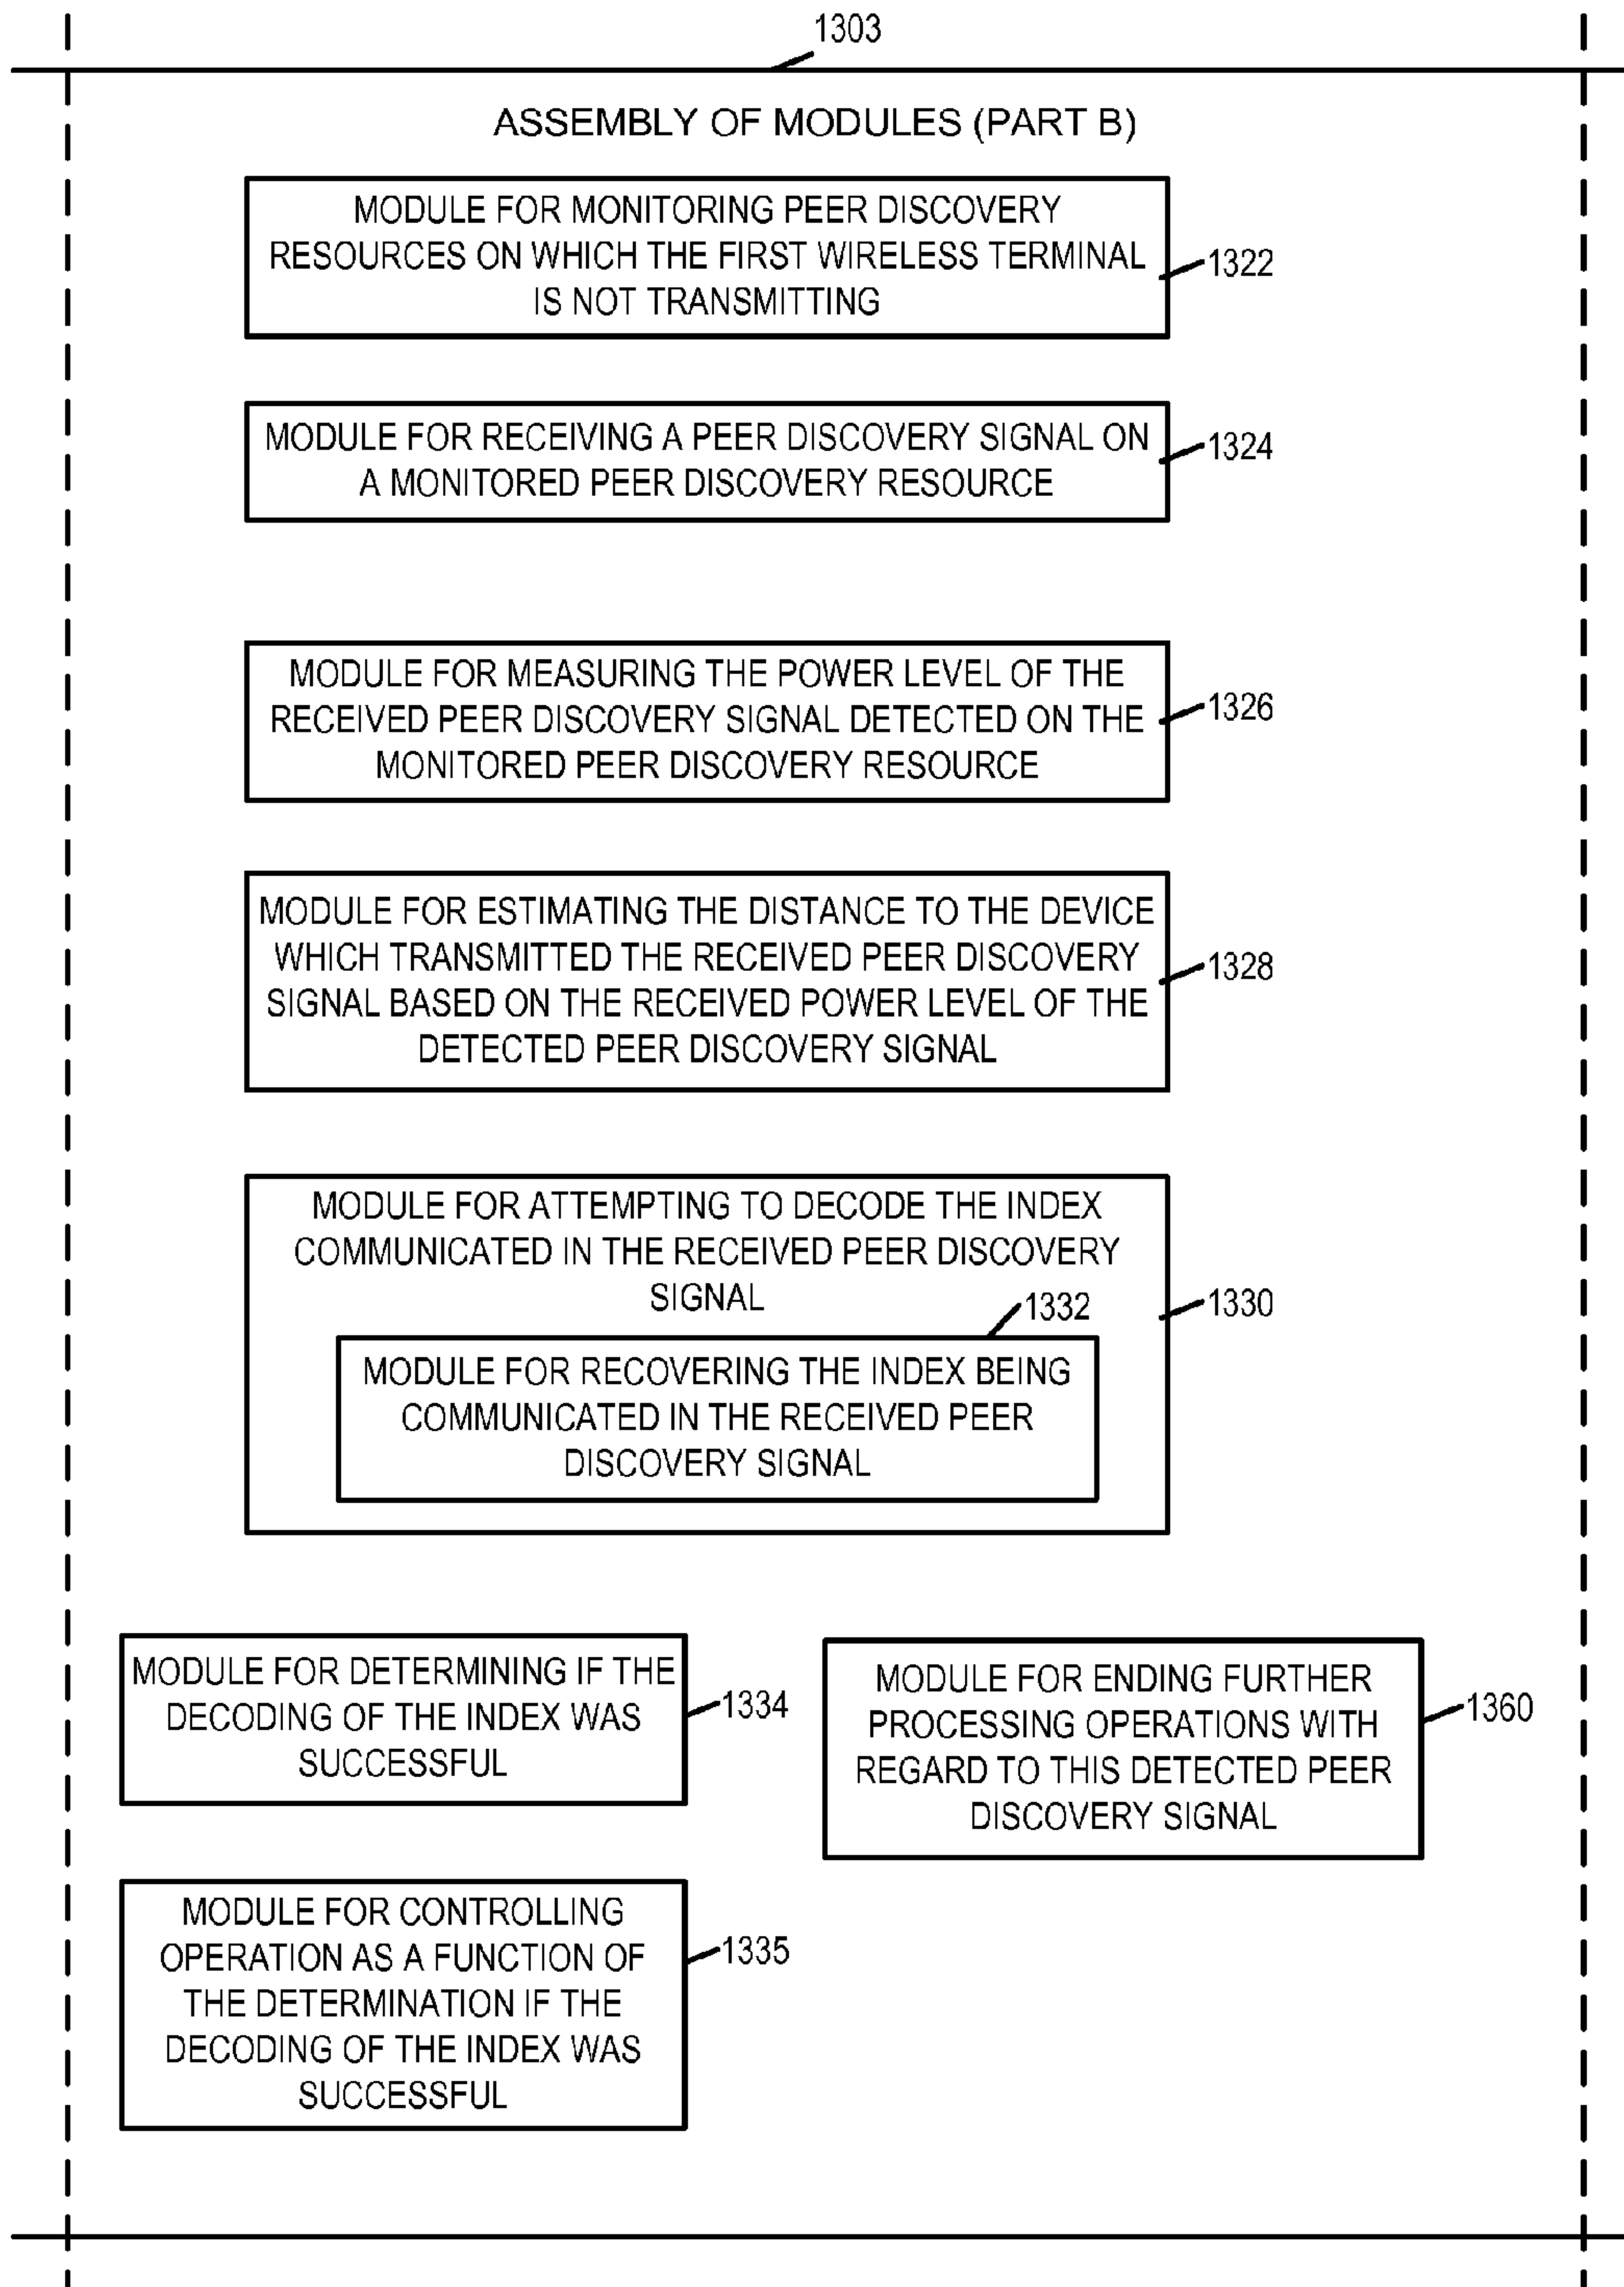 1303
ASSEMBLY OF MODULES (PART B)
MODULE FOR MONITORING PEER DISCOVERY
RESOURCES ON WHICH THE FIRST WIRELESS TERMINAL
IS NOT TRANSMITTING
1322
MODULE FOR RECEIVING A PEER DISCOVERY SIGNAL ON
A MONITORED PEER DISCOVERY RESOURCE
1324
MODULE FOR MEASURING THE POWER LEVEL OF THE
RECEIVED PEER DISCOVERY SIGNAL DETECTED ON THE
MONITORED PEER DISCOVERY RESOURCE
1326
MODULE FOR ESTIMATING THE DISTANCE TO THE DEVICE
WHICH TRANSMITTED THE RECEIVED PEER DISCOVERY
SIGNAL BASED ON THE RECEIVED POWER LEVEL OF THE
DETECTED PEER DISCOVERY SIGNAL
1328
MODULE FOR ATTEMPTING TO DECODE THE INDEX
COMMUNICATED IN THE RECEIVED PEER DISCOVERY
SIGNAL
1330
1332
MODULE FOR RECOVERING THE INDEX BEING
COMMUNICATED IN THE RECEIVED PEER
DISCOVERY SIGNAL
MODULE FOR DETERMINING IF THE
DECODING OF THE INDEX WAS
SUCCESSFUL
1334
MODULE FOR ENDING FURTHER
PROCESSING OPERATIONS WITH
REGARD TO THIS DETECTED PEER
DISCOVERY SIGNAL
1360
MODULE FOR CONTROLLING
OPERATION AS A FUNCTION OF
THE DETERMINATION IF THE
DECODING OF THE INDEX WAS
SUCCESSFUL
1335